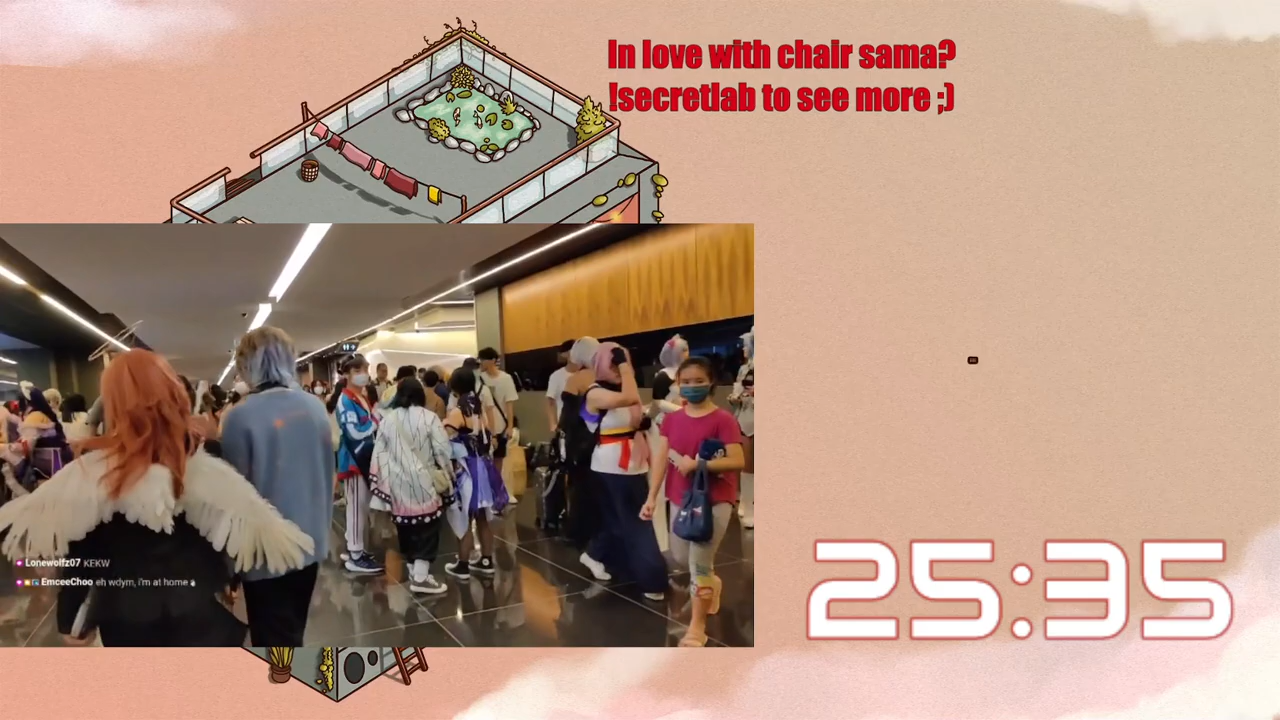 In love with chair sama?
!secretlab to see more ;)
Lonewolfz07 KEKW
EmceeChoo eh wdym, i'm at home
25:35